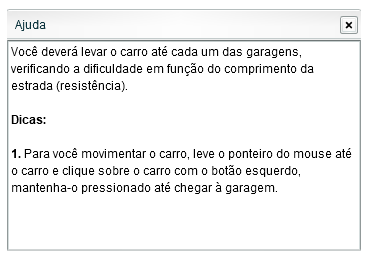 Ajuda
Você deverá levar o carro até cada um das garagens,
verificando a dificuldade em função do comprimento da
estrada (resistência).
Dicas:
1. Para você movimentar o carro, leve o ponteiro do mouse até
o carro e clique sobre o carro com o botão esquerdo,
mantenha-o pressionado até chegar à garagem.